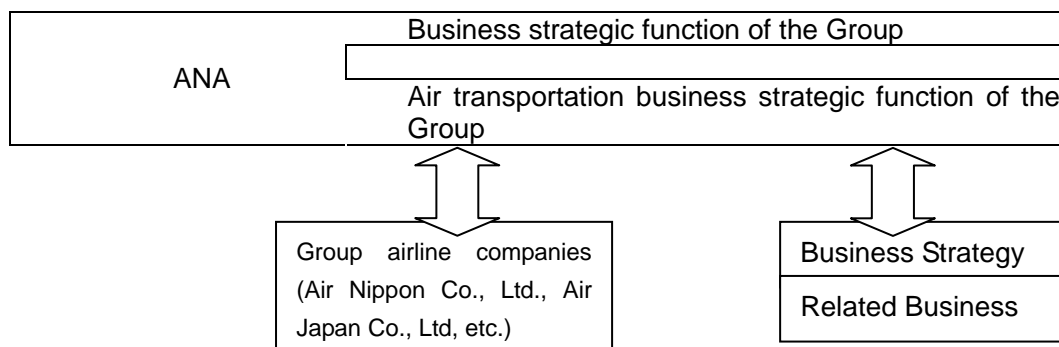 Business strategic function of the Group
ANA
Air transportation business strategic function of the
Group
Group airline companies
(Air Nippon Co., Ltd., Air
Japan Co., Ltd, etc.)
Business Strategy
Related Business